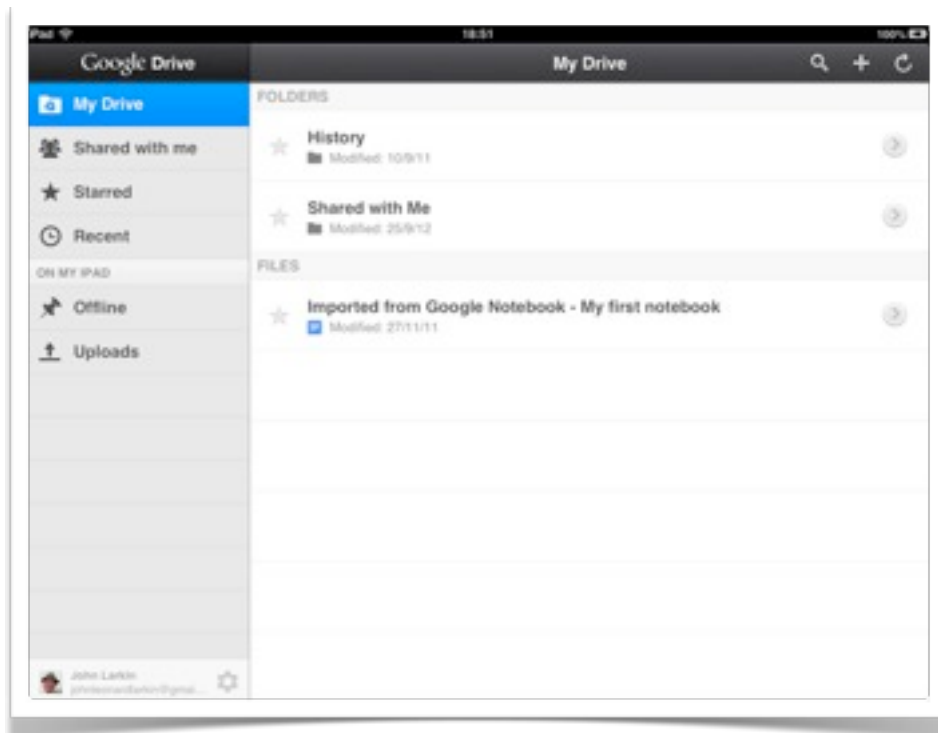 iPad
18:51
100%
Google Drive
My Drive
My Drive
Shared with me
Starred
Recent
ON MY IPAD
Offline
Uploads
FOLDERS
History
Modified: 10/9/11
Shared with Me
Modified: 25/9/12
FILES
Imported from Google Notebook - My first notebook
Modified: 27/11/11
John Larkin